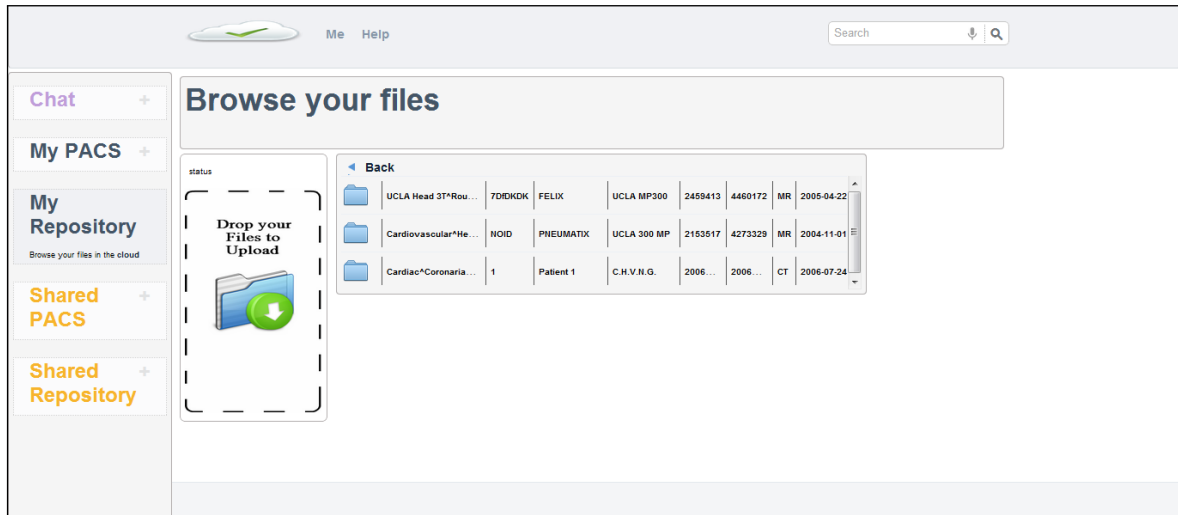 Me Help
Search
Chat +
My PACS +
My
Repository
Browse your files in the cloud
Shared +
PACS
Shared +
Repository
Browse your files
status
Drop your
Files to
Upload
Back
UCLA Head 3T^Rou... 7DfDKDK FELIX UCLA MP300 2459413 4460172 MR 2005-04-22
Cardiovascular^He... NOID PNEUMATIX UCLA 300 MP 2153517 4273329 MR 2004-11-01
Cardiac^Coronaria... 1 Patient 1 C.H.V.N.G. 2006... 2006... CT 2006-07-24